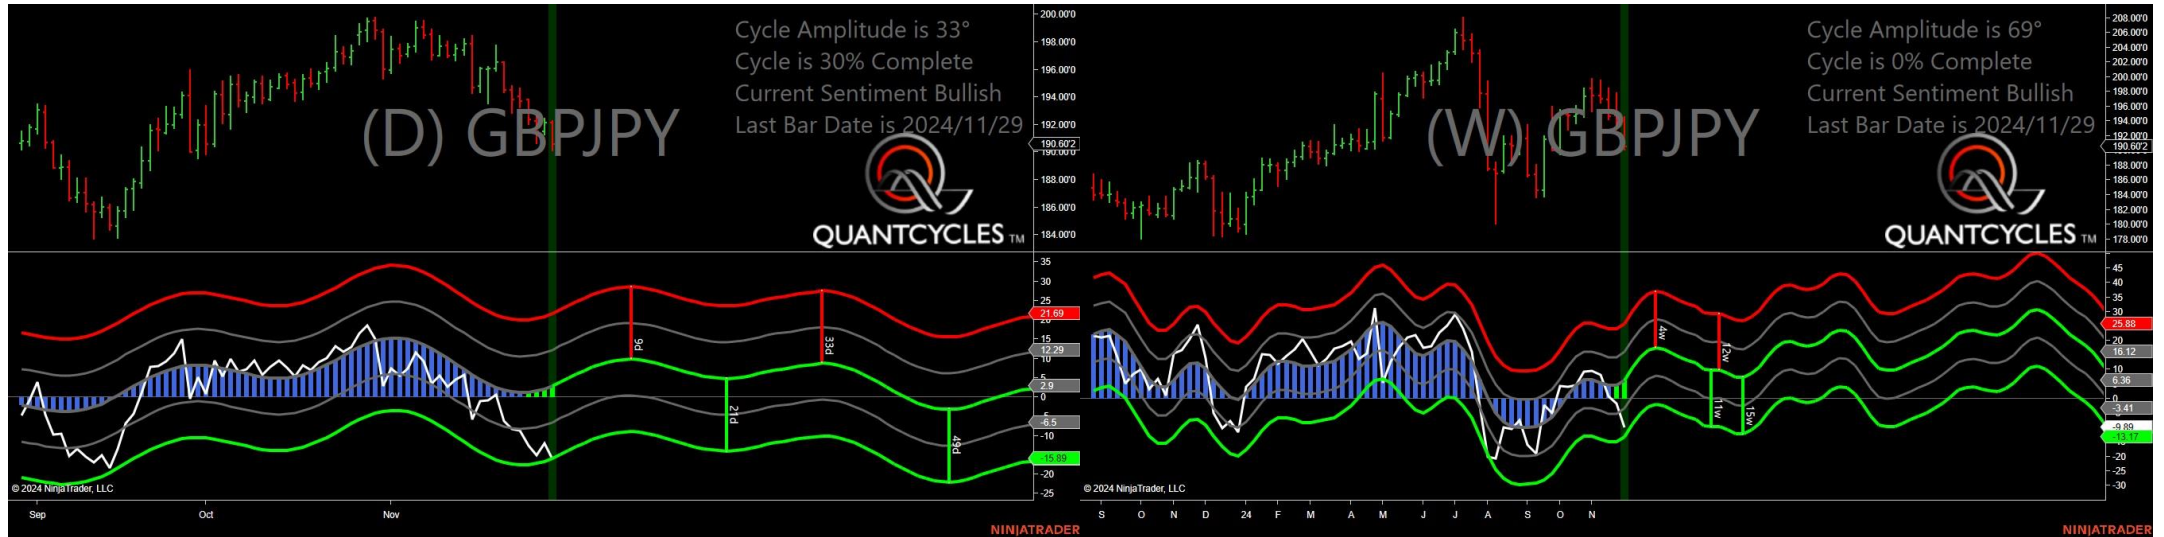 Cycle Amplitude is 33°
Cycle is 30% Complete
Current Sentiment Bullish
Last Bar Date is 2024/11/29
(D) GBPJPY
QUANTCYCLES TM
200.00'0
198.00'0
196.00'0
194.00'0
192.00'0
190.60'2
190.00'0
188.00'0
186.00'0
184.00'0
35
30
25
21.69
20
15
12.29
10
5
2.9
0
-5
-6.5
-10
-15.89
-20
-25
9d
21d
33d
49d
© 2024 NinjaTrader, LLC
Sep
Oct
Nov
NINJATRADER
Cycle Amplitude is 69°
Cycle is 0% Complete
Current Sentiment Bullish
Last Bar Date is 2024/11/29
(W) GBPJPY
QUANTCYCLES TM
208.00'0
206.00'0
204.00'0
202.00'0
200.00'0
198.00'0
196.00'0
194.00'0
192.00'0
190.60'2
188.00'0
186.00'0
184.00'0
182.00'0
180.00'0
178.00'0
45
40
35
30
25.88
20
16.12
10
6.36
0
-3.41
-9.89
-13.17
-20
-25
-30
4w
11w
12w
15w
© 2024 NinjaTrader, LLC
S O N D 24 F M A M J J A S O N
NINJATRADER